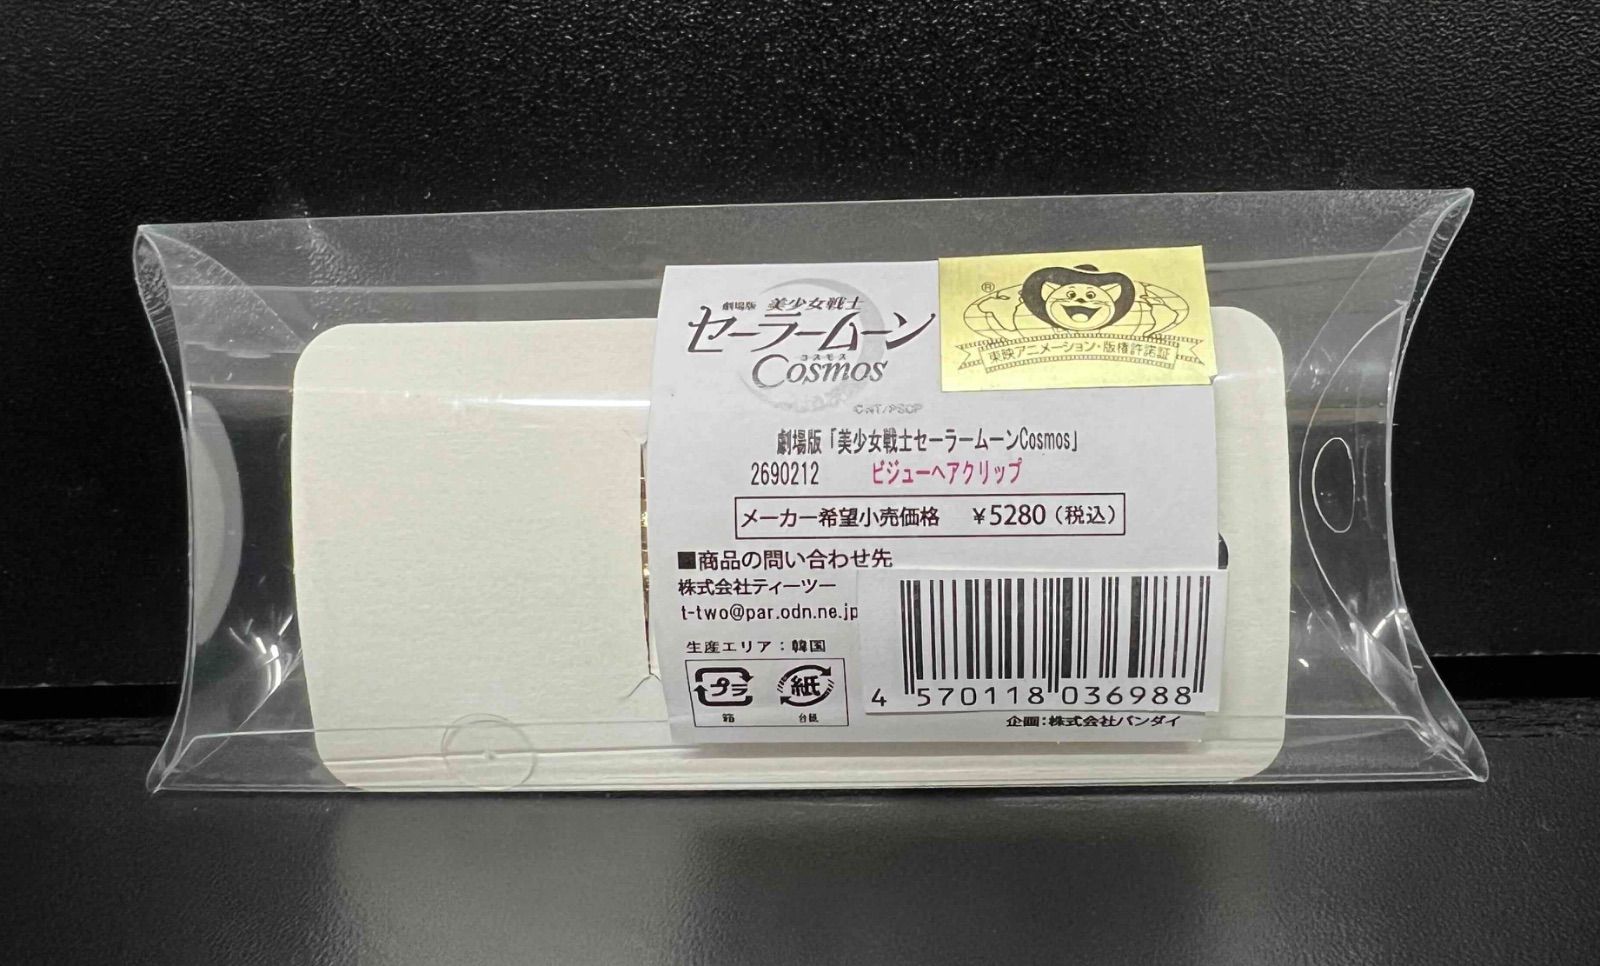 劇場版 美少女戦士
セーラームーン
コスモス
Cosmos
©NT/PSCP
®
東映アニメーション・版権許諾証
劇場版「美少女戦士セーラームーンCosmos」
2690212 ビジューヘアクリップ
メーカー希望小売価格 ¥5280(税込)
■商品の問い合わせ先
株式会社ティーツー
t-two@par.odn.ne.jp
生産エリア:韓国
プラ 紙
箱 台紙
4 570118 036988
企画:株式会社バンダイ